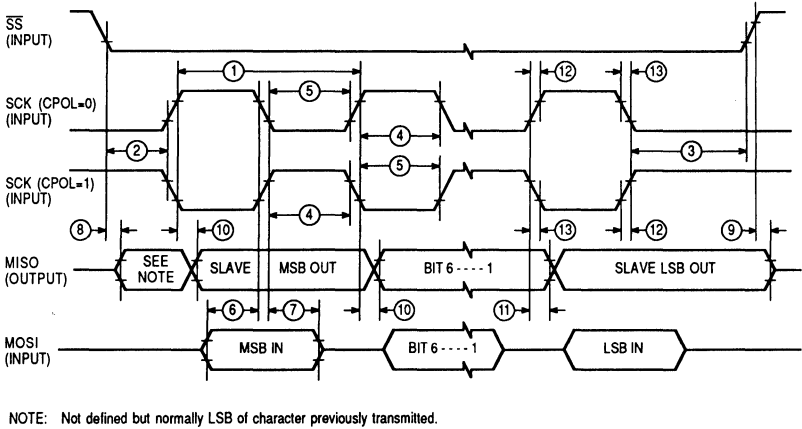 SS
(INPUT)
1
12
13
5
SCK (CPOL=0)
(INPUT)
4
2
3
5
SCK (CPOL=1)
(INPUT)
4
8
10
13
12
9
MISO
(OUTPUT)
SEE
NOTE
SLAVE
MSB OUT
BIT 6 - - - - 1
SLAVE LSB OUT
6
7
10
11
MOSI
(INPUT)
MSB IN
BIT 6 - - - - 1
LSB IN
NOTE: Not defined but normally LSB of character previously transmitted.